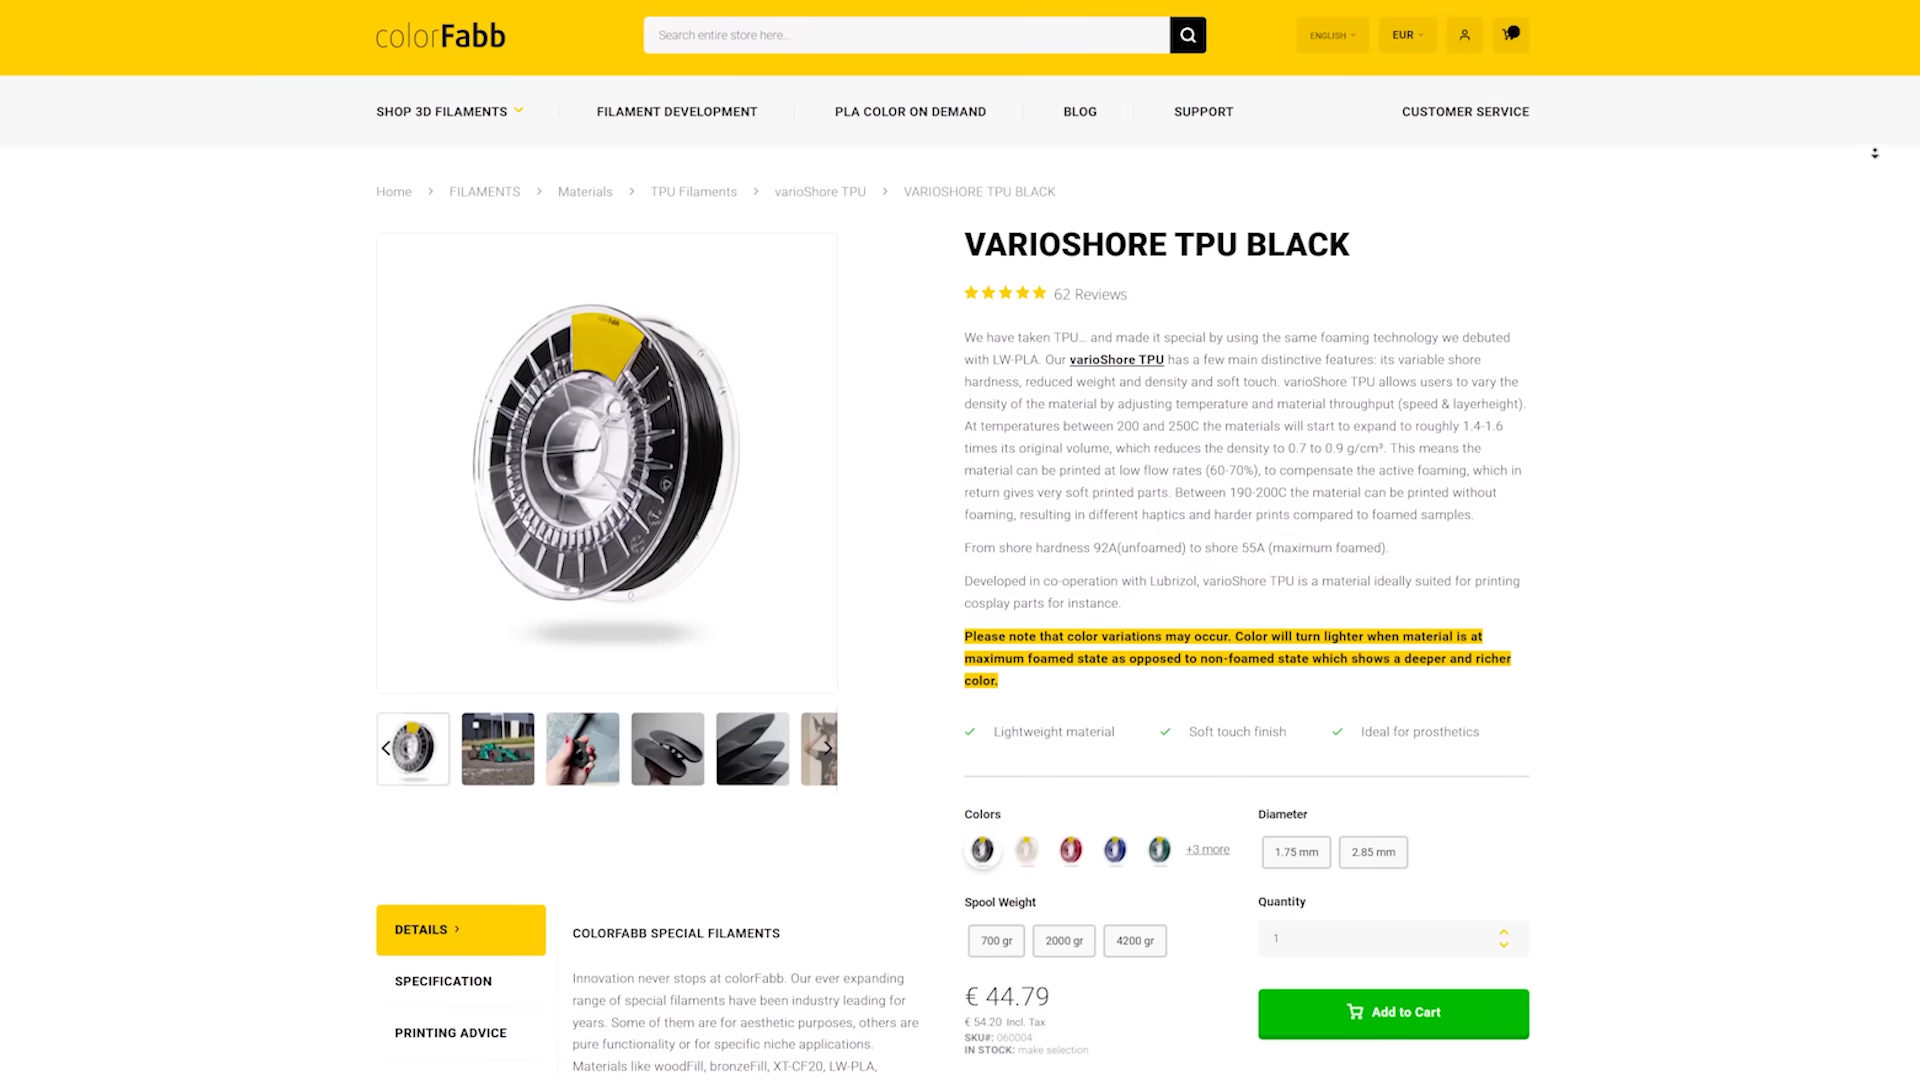 colorFabb
Search entire store here...
ENGLISH
EUR
SHOP 3D FILAMENTS
FILAMENT DEVELOPMENT
PLA COLOR ON DEMAND
BLOG
SUPPORT
CUSTOMER SERVICE
Home > FILAMENTS > Materials > TPU Filaments > varioShore TPU > VARIOSHORE TPU BLACK
VARIOSHORE TPU BLACK
62 Reviews
We have taken TPU... and made it special by using the same foaming technology we debuted
with LW-PLA. Our varioShore TPU has a few main distinctive features: its variable shore
hardness, reduced weight and density and soft touch. varioShore TPU allows users to vary the
density of the material by adjusting temperature and material throughput (speed & layerheight).
At temperatures between 200 and 250C the materials will start to expand to roughly 1.4-1.6
times its original volume, which reduces the density to 0.7 to 0.9 g/cm³. This means the
material can be printed at low flow rates (60-70%), to compensate the active foaming, which in
return gives very soft printed parts. Between 190-200C the material can be printed without
foaming, resulting in different haptics and harder prints compared to foamed samples.
From shore hardness 92A(unfoamed) to shore 55A (maximum foamed).
Developed in co-operation with Lubrizol, varioShore TPU is a material ideally suited for printing
cosplay parts for instance.
Please note that color variations may occur. Color will turn lighter when material is at
maximum foamed state as opposed to non-foamed state which shows a deeper and richer
color.
Lightweight material
Soft touch finish
Ideal for prosthetics
Colors
+3 more
Diameter
1.75 mm
2.85 mm
Spool Weight
700 gr
2000 gr
4200 gr
Quantity
1
€ 44.79
€ 54.20 Incl. Tax
SKU#: 060004
IN STOCK: make selection
Add to Cart
DETAILS >
SPECIFICATION
PRINTING ADVICE
COLORFABB SPECIAL FILAMENTS
Innovation never stops at colorFabb. Our ever expanding
range of special filaments have been industry leading for
years. Some of them are for aesthetic purposes, others are
pure functionality or for specific niche applications.
Materials like woodFill, bronzeFill, XT-CF20, LW-PLA,